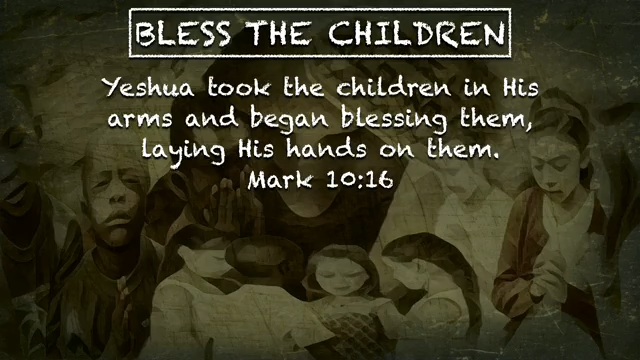 BLESS THE CHILDREN
Yeshua took the children in His
arms and began blessing them,
laying His hands on them.
Mark 10:16